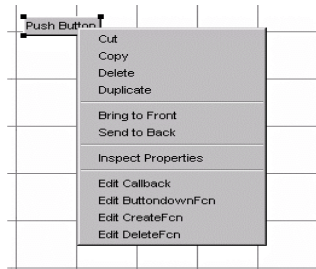 Push Button
Cut
Copy
Delete
Duplicate
Bring to Front
Send to Back
Inspect Properties
Edit Callback
Edit ButtondownFcn
Edit CreateFcn
Edit DeleteFcn